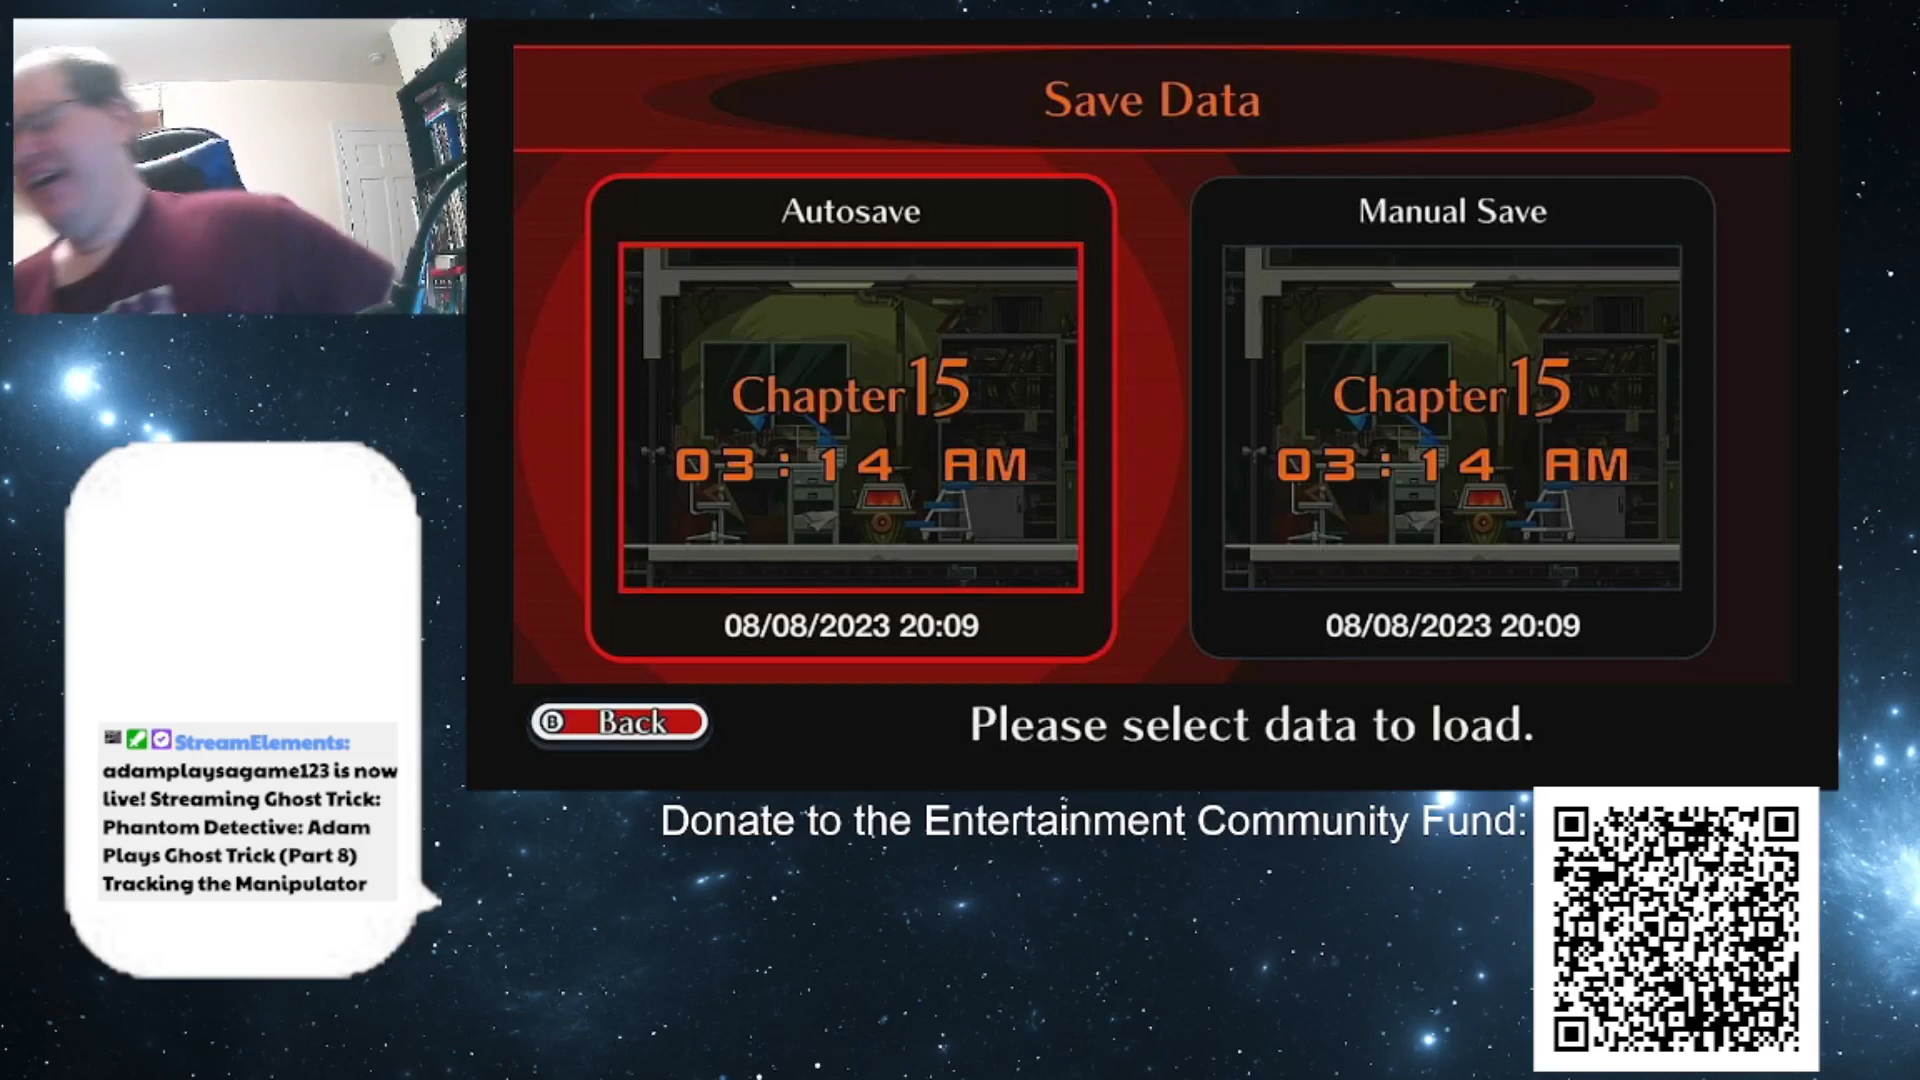 Save Data
Autosave
Chapter 15
03:14 AM
08/08/2023 20:09
Manual Save
Chapter 15
03:14 AM
08/08/2023 20:09
B Back
Please select data to load.
StreamElements:
adamplaysagame123 is now
live! Streaming Ghost Trick:
Phantom Detective: Adam
Plays Ghost Trick (Part 8)
Tracking the Manipulator
Donate to the Entertainment Community Fund: